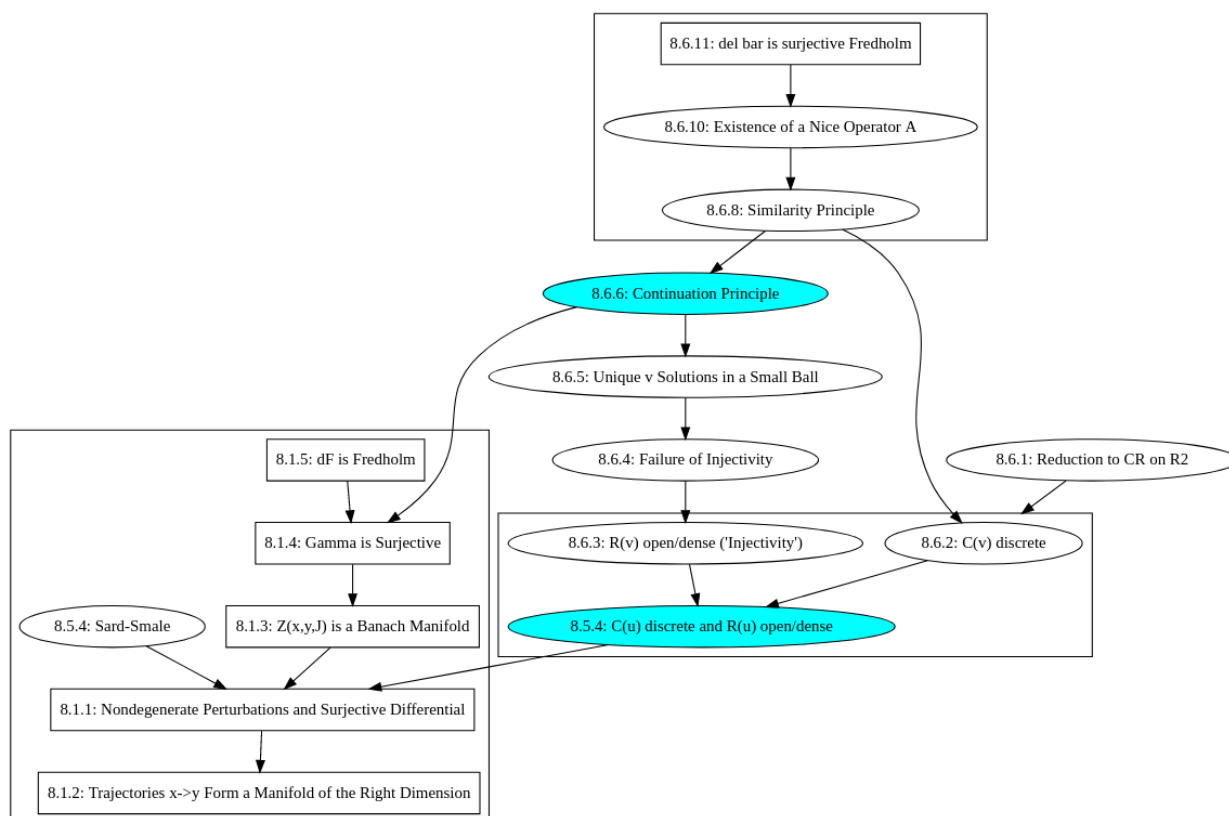 8.6.11: del bar is surjective Fredholm
8.6.10: Existence of a Nice Operator A
8.6.8: Similarity Principle
8.6.6: Continuation Principle
8.6.5: Unique v Solutions in a Small Ball
8.1.5: dF is Fredholm
8.6.4: Failure of Injectivity
8.6.1: Reduction to CR on R2
8.1.4: Gamma is Surjective
8.6.3: R(v) open/dense ('Injectivity')
8.6.2: C(v) discrete
8.5.4: Sard-Smale
8.1.3: Z(x,y,J) is a Banach Manifold
8.5.4: C(u) discrete and R(u) open/dense
8.1.1: Nondegenerate Perturbations and Surjective Differential
8.1.2: Trajectories x->y Form a Manifold of the Right Dimension